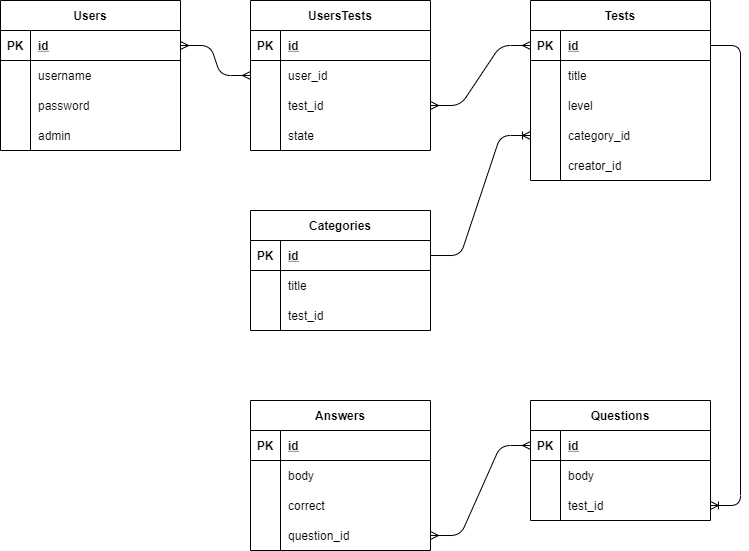 Users
PK id
username
password
admin
UsersTests
PK id
user_id
test_id
state
Tests
PK id
title
level
category_id
creator_id
Categories
PK id
title
test_id
Answers
PK id
body
correct
question_id
Questions
PK id
body
test_id